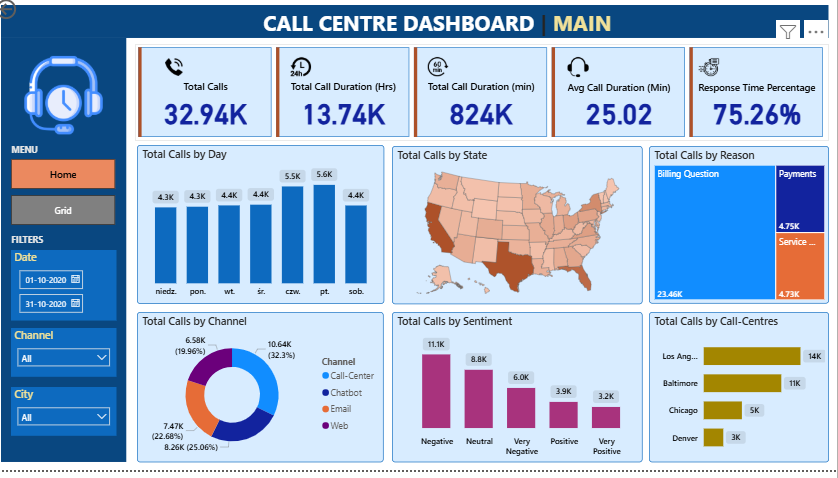 CALL CENTRE DASHBOARD | MAIN
24h
60
min
Total Calls
32.94K
Total Call Duration (Hrs)
13.74K
Total Call Duration (min)
824K
Avg Call Duration (Min)
25.02
Response Time Percentage
75.26%
MENU
Home
Grid
FILTERS
Date
01-10-2020
31-10-2020
Channel
All
City
All
Total Calls by Day
4.3K 4.3K 4.4K 4.4K 5.5K 5.6K 4.4K
niedz. pon. wt. śr. czw. pt. sob.
Total Calls by State
Total Calls by Reason
Billing Question
23.46K
Payments
4.75K
Service ...
4.73K
Total Calls by Channel
6.58K
(19.96%)
10.64K
(32.3%)
7.47K
(22.68%)
8.26K (25.06%)
Channel
Call-Center
Chatbot
Email
Web
Total Calls by Sentiment
11.1K 8.8K 6.0K 3.9K 3.2K
Negative Neutral Very Negative Positive Very Positive
Total Calls by Call-Centres
Los Ang... 14K
Baltimore 11K
Chicago 5K
Denver 3K